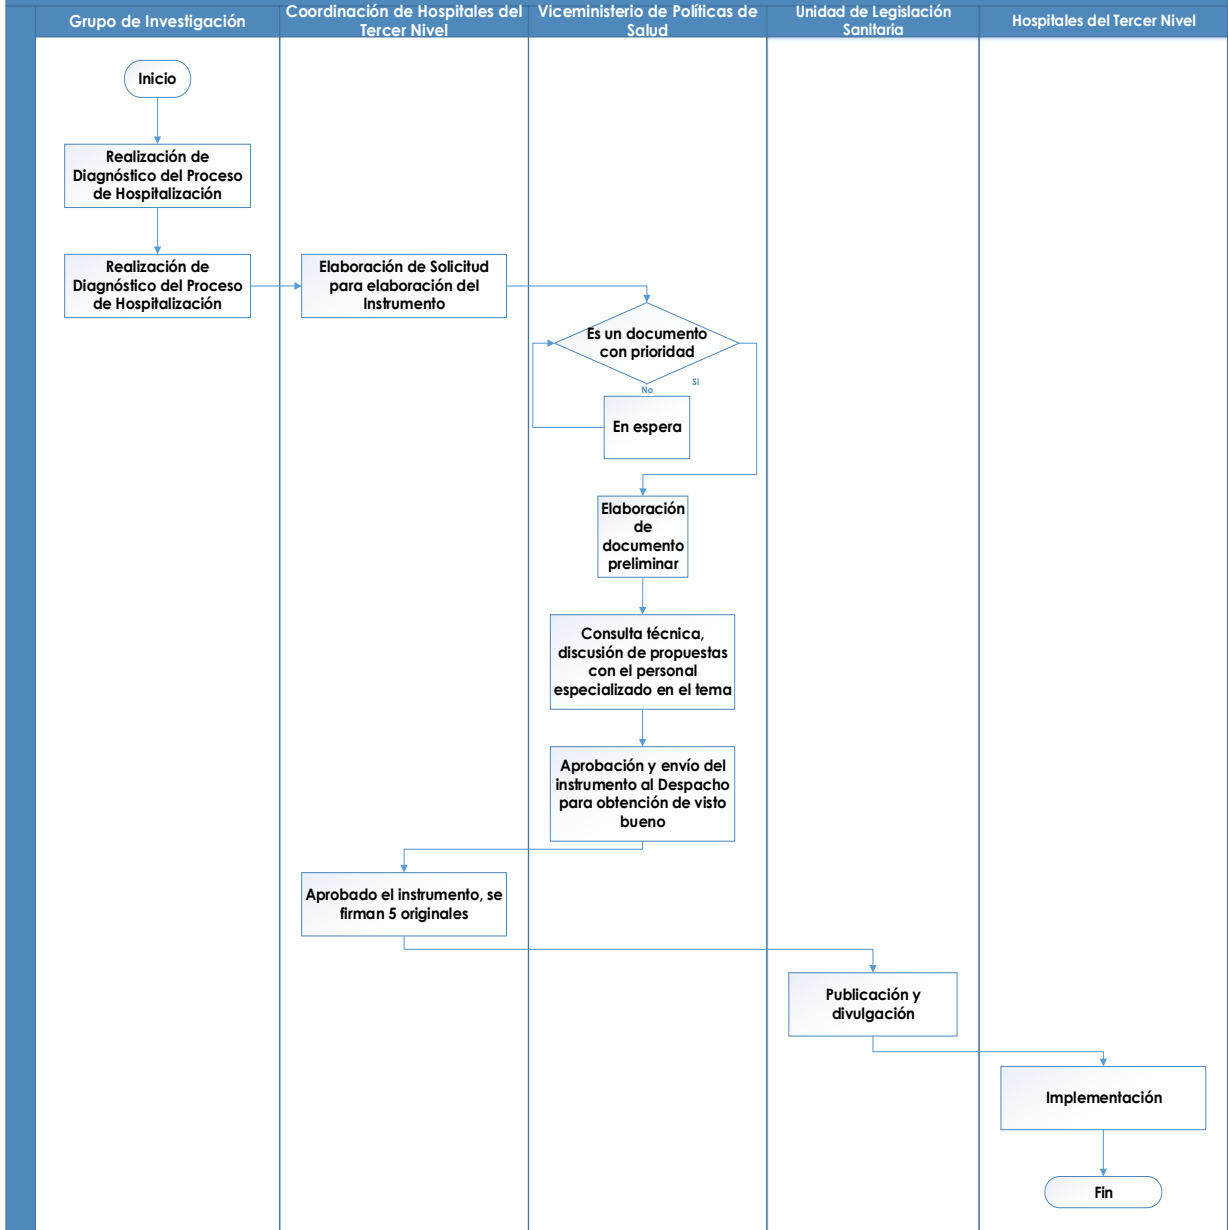 Grupo de Investigación
Coordinación de Hospitales del
Tercer Nivel
Viceministerio de Políticas de
Salud
Unidad de Legislación
Sanitaria
Hospitales del Tercer Nivel
Inicio
Realización de
Diagnóstico del Proceso
de Hospitalización
Realización de
Diagnóstico del Proceso
de Hospitalización
Elaboración de Solicitud
para elaboración del
Instrumento
Es un documento
con prioridad
Si
No
En espera
Elaboración
de
documento
preliminar
Consulta técnica,
discusión de propuestas
con el personal
especializado en el tema
Aprobación y envío del
instrumento al Despacho
para obtención de visto
bueno
Aprobado el instrumento, se
firman 5 originales
Publicación y
divulgación
Implementación
Fin